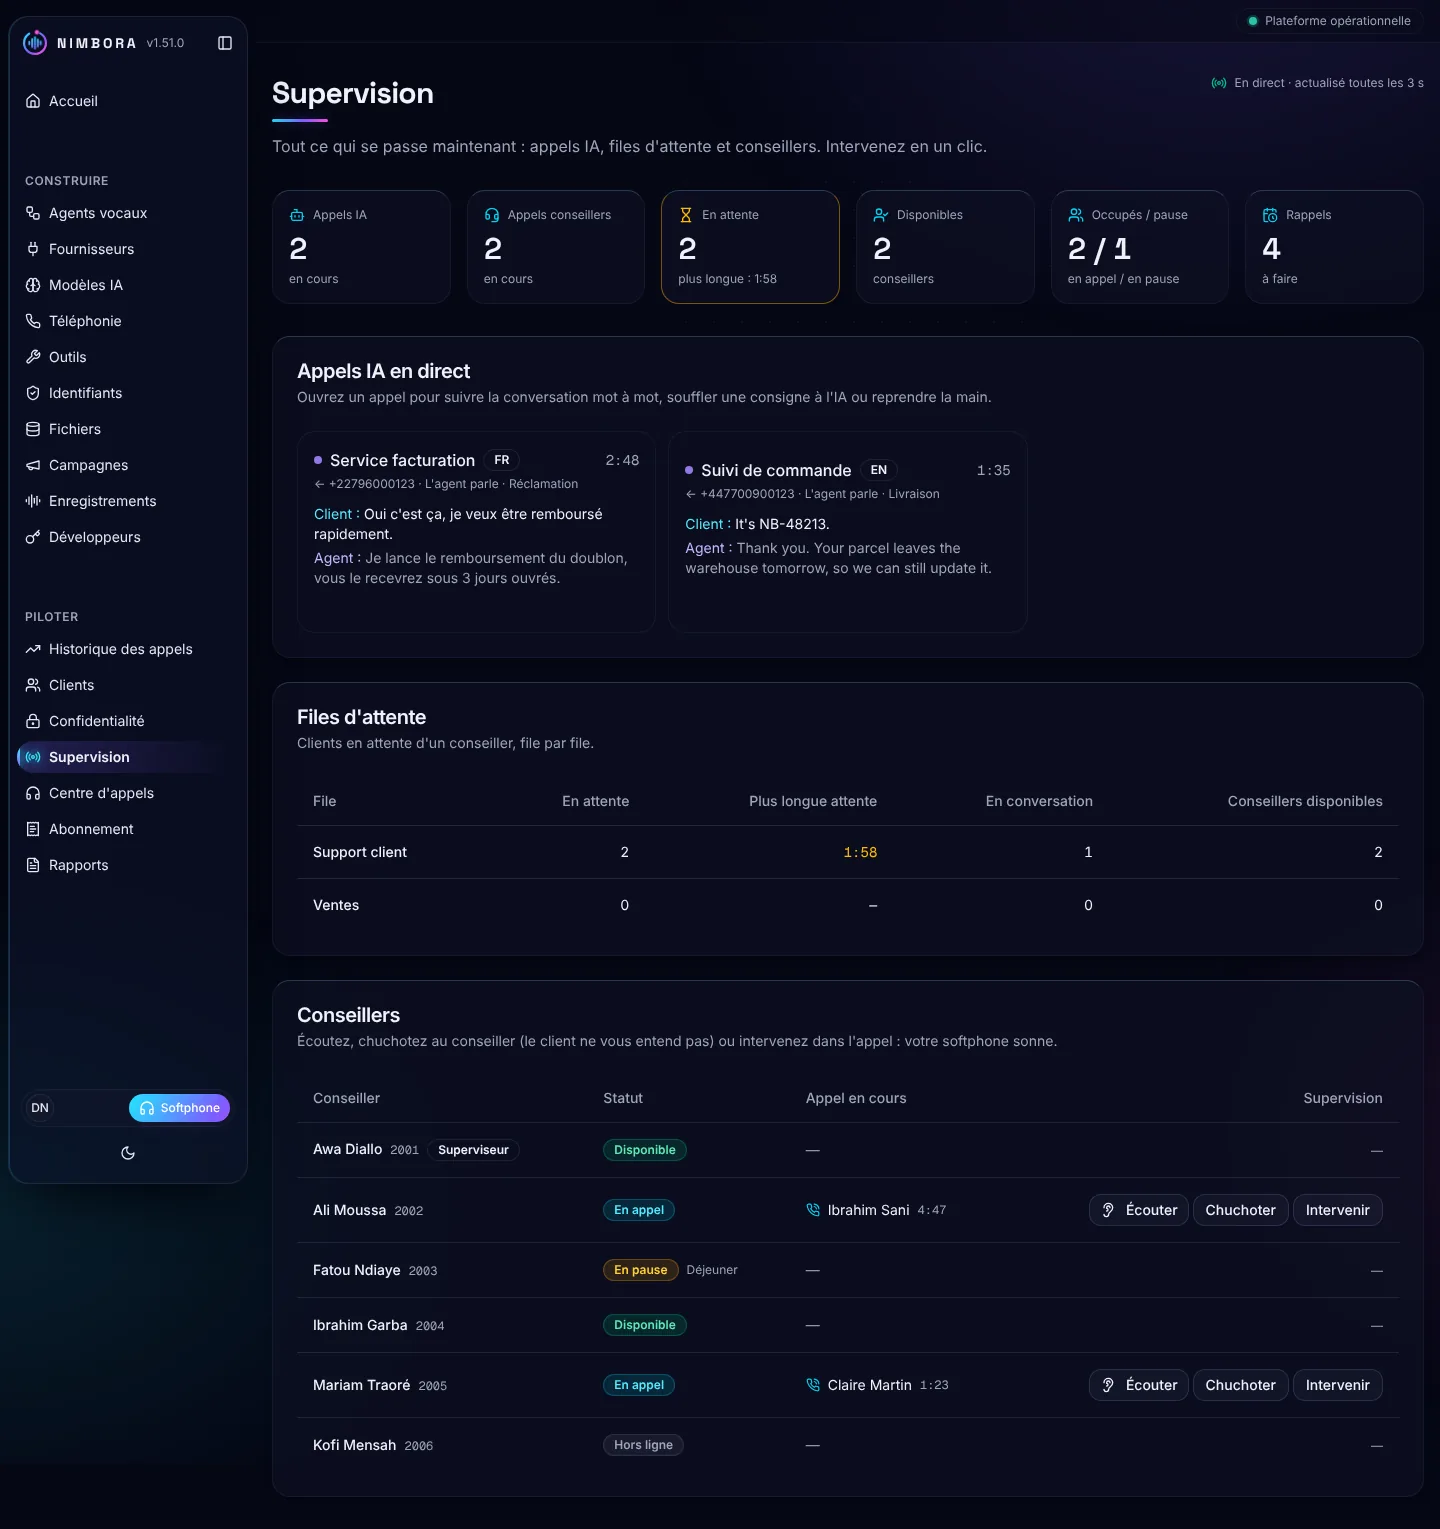 NIMBORA v1.51.0
Plateforme opérationnelle
Accueil
CONSTRUIRE
Agents vocaux
Fournisseurs
Modèles IA
Téléphonie
Outils
Identifiants
Fichiers
Campagnes
Enregistrements
Développeurs
PILOTER
Historique des appels
Clients
Confidentialité
Supervision
Centre d'appels
Abonnement
Rapports
DN
Softphone
Supervision
En direct · actualisé toutes les 3 s
Tout ce qui se passe maintenant : appels IA, files d'attente et conseillers. Intervenez en un clic.
Appels IA
2
en cours
Appels conseillers
2
en cours
En attente
2
plus longue : 1:58
Disponibles
2
conseillers
Occupés / pause
2 / 1
en appel / en pause
Rappels
4
à faire
Appels IA en direct
Ouvrez un appel pour suivre la conversation mot à mot, souffler une consigne à l'IA ou reprendre la main.
Service facturation FR 2:48
← +22796000123 · L'agent parle · Réclamation
Client : Oui c'est ça, je veux être remboursé
rapidement.
Agent : Je lance le remboursement du doublon,
vous le recevrez sous 3 jours ouvrés.
Suivi de commande EN 1:35
← +447700900123 · L'agent parle · Livraison
Client : It's NB-48213.
Agent : Thank you. Your parcel leaves the
warehouse tomorrow, so we can still update it.
Files d'attente
Clients en attente d'un conseiller, file par file.
File En attente Plus longue attente En conversation Conseillers disponibles
Support client 2 1:58 1 2
Ventes 0 – 0 0
Conseillers
Écoutez, chuchotez au conseiller (le client ne vous entend pas) ou intervenez dans l'appel : votre softphone sonne.
Conseiller Statut Appel en cours Supervision
Awa Diallo 2001 Superviseur Disponible — —
Ali Moussa 2002 En appel Ibrahim Sani 4:47 Écouter Chuchoter Intervenir
Fatou Ndiaye 2003 En pause Déjeuner — —
Ibrahim Garba 2004 Disponible — —
Mariam Traoré 2005 En appel Claire Martin 1:23 Écouter Chuchoter Intervenir
Kofi Mensah 2006 Hors ligne — —